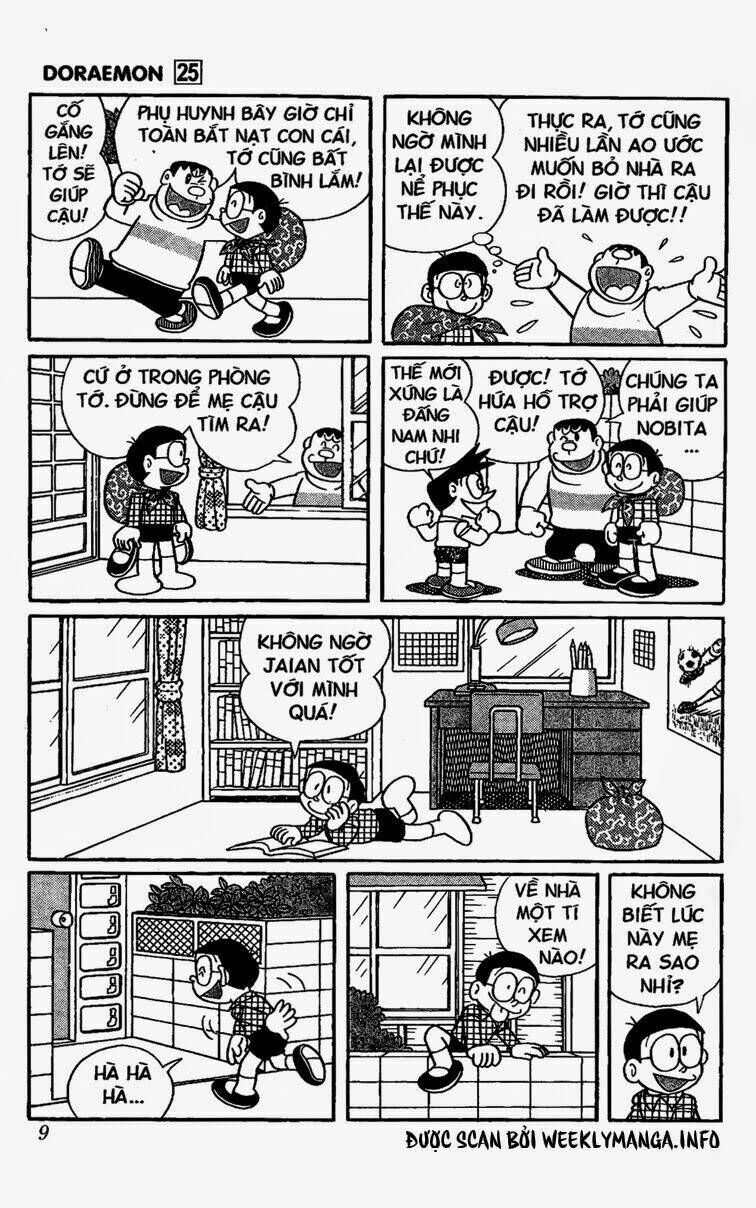 DORAEMON 25
CỐ
GẮNG
LÊN!
TỚ SẼ
GIÚP
CẬU!
PHỤ HUYNH BÂY GIỜ CHỈ
TOÀN BẮT NẠT CON CÁI,
TỚ CŨNG BẤT
BÌNH LẮM!
KHÔNG
NGỜ MÌNH
LẠI ĐƯỢC
NỂ PHỤC
THẾ NÀY.
THỰC RA, TỚ CŨNG
NHIỀU LẦN AO ƯỚC
MUỐN BỎ NHÀ RA
ĐI RỒI! GIỜ THÌ CẬU
ĐÃ LÀM ĐƯỢC!!
CỨ Ở TRONG PHÒNG
TỚ. ĐỪNG ĐỂ MẸ CẬU
TÌM RA!
THẾ MỚI
XỨNG LÀ
ĐẤNG
NAM NHI
CHỨ!
ĐƯỢC! TỚ
HỨA HỖ TRỢ
CẬU!
CHÚNG TA
PHẢI GIÚP
NOBITA
...
KHÔNG NGỜ
JAIAN TỐT
VỚI MÌNH
QUÁ!
HÀ HÀ
HÀ...
VỀ NHÀ
MỘT TÍ
XEM
NÀO!
KHÔNG
BIẾT LÚC
NÀY MẸ
RA SAO
NHỈ?
9
ĐƯỢC SCAN BỞI WEEKLYMANGA.INFO